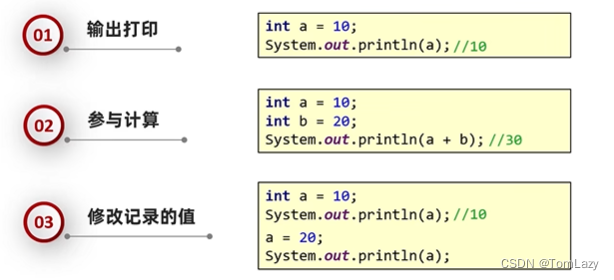 01 输出打印
int a = 10;
System.out.println(a); //10
02 参与计算
int a = 10;
int b = 20;
System.out.println(a + b); //30
03 修改记录的值
int a = 10;
System.out.println(a); //10
a = 20;
System.out.println(a);
CSDN @TomLazy